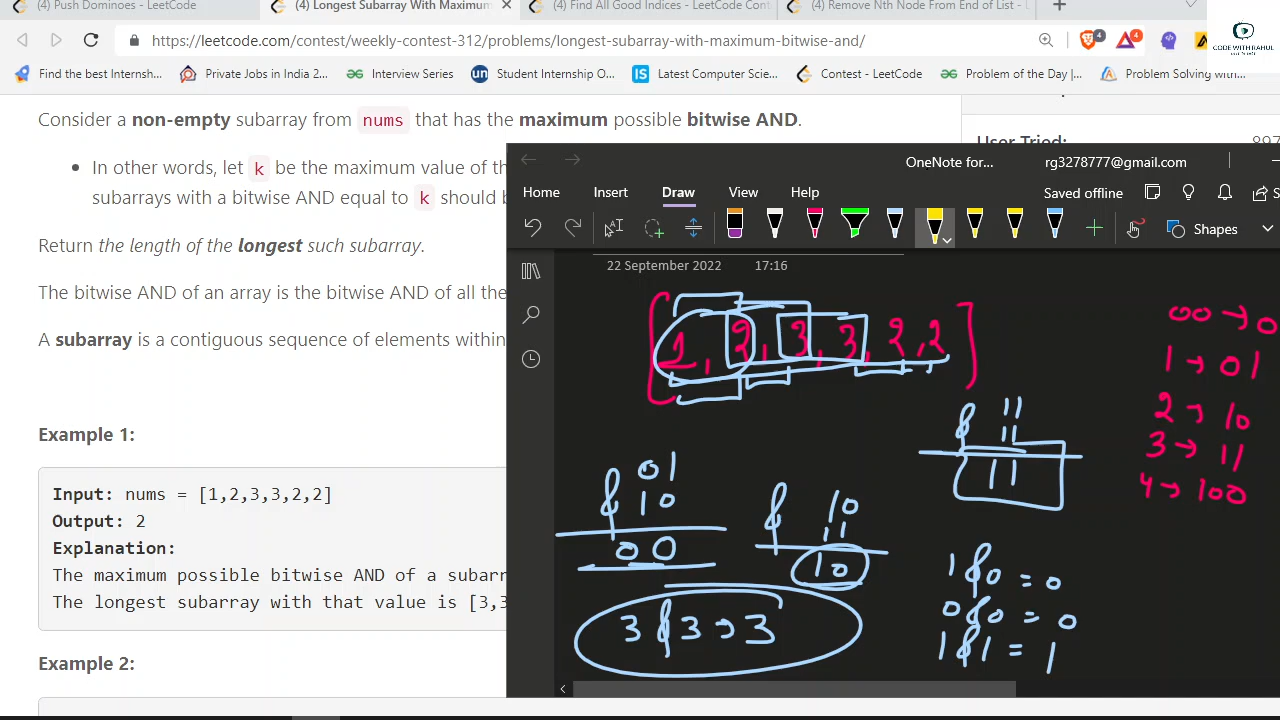 (4) Push Dominoes - LeetCode
(4) Longest Subarray With Maximum
(4) Find All Good Indices - LeetCode Cont
(4) Remove Nth Node From End of List - L
https://leetcode.com/contest/weekly-contest-312/problems/longest-subarray-with-maximum-bitwise-and/
4
4
CODE WITH RAHUL
Find the best Internsh...
Private Jobs in India 2...
Interview Series
un
Student Internship O...
IS
Latest Computer Scie...
Contest - LeetCode
Problem of the Day |...
Problem Solving with...
Consider a non-empty subarray from nums that has the maximum possible bitwise AND.
User Tried:
897
In other words, let k be the maximum value of th
subarrays with a bitwise AND equal to k should b
Return the length of the longest such subarray.
The bitwise AND of an array is the bitwise AND of all the
A subarray is a contiguous sequence of elements within
Example 1:
Input: nums = [1,2,3,3,2,2]
Output: 2
Explanation:
The maximum possible bitwise AND of a subarr
The longest subarray with that value is [3,3
Example 2:
OneNote for...
rg3278777@gmail.com
Home
Insert
Draw
View
Help
Saved offline
S
Shapes
22 September 2022
17:16
[1, 2, 3, 3, 2, 2]
00 → 0
1 → 01
2 → 10
3 → 11
4 → 100
01
& 10
00
10
& 11
10
11
& 11
11
3 & 3 → 3
1 & 0 = 0
0 & 0 = 0
1 & 1 = 1